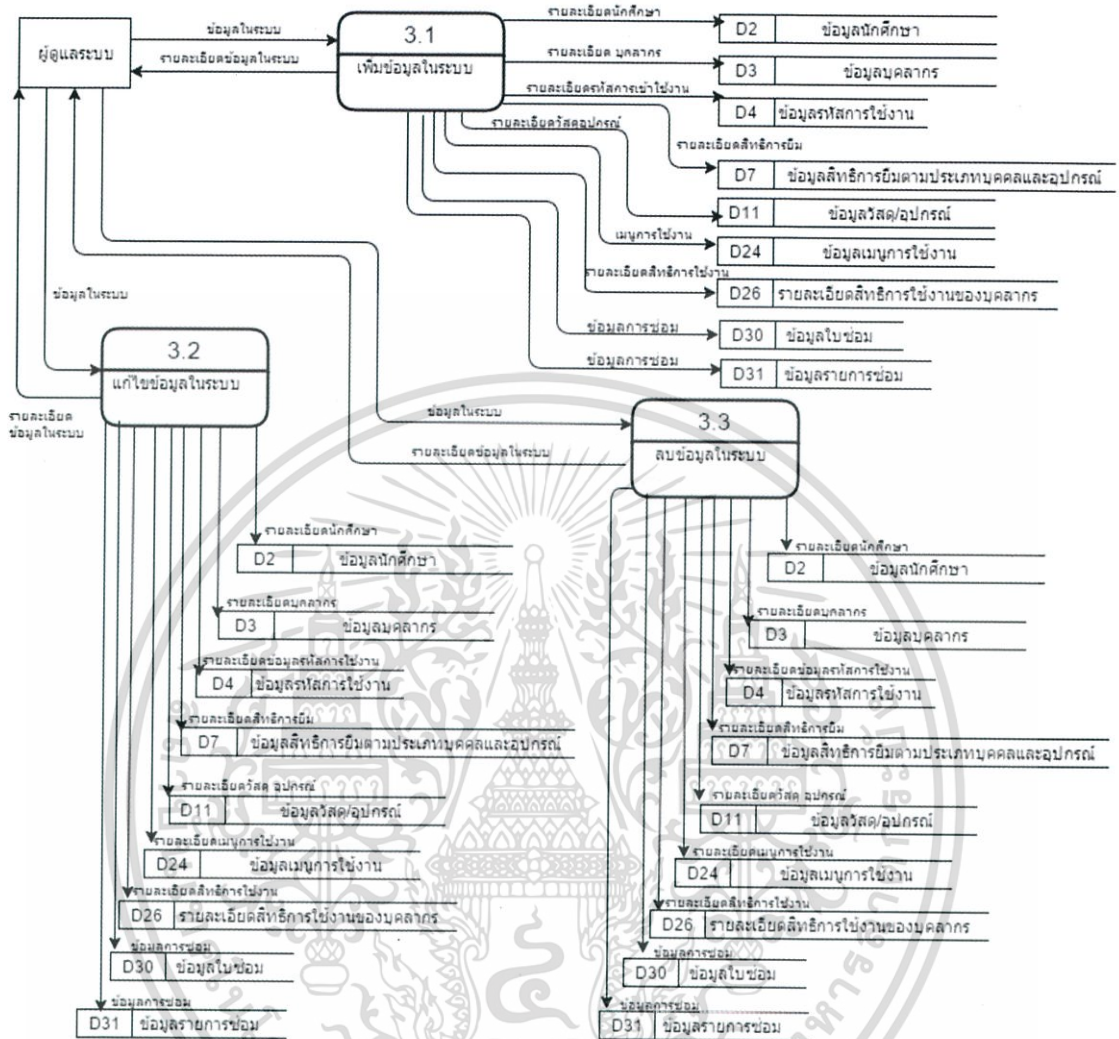 ผู้ดูแลระบบ
ข้อมูลในระบบ
รายละเอียดข้อมูลในระบบ
3.1
เพิ่มข้อมูลในระบบ
รายละเอียดนักศึกษา
D2 ข้อมูลนักศึกษา
รายละเอียด บุคลากร
D3 ข้อมูลบุคลากร
รายละเอียดรหัสการเข้าใช้งาน
D4 ข้อมูลรหัสการใช้งาน
รายละเอียดสิทธิการยืม
D7 ข้อมูลสิทธิการยืมตามประเภทบุคคลและอุปกรณ์
รายละเอียดวัสดุอุปกรณ์
D11 ข้อมูลวัสดุ/อุปกรณ์
เมนูการใช้งาน
D24 ข้อมูลเมนูการใช้งาน
รายละเอียดสิทธิการใช้งาน
D26 รายละเอียดสิทธิการใช้งานของบุคลากร
ข้อมูลการซ่อม
D30 ข้อมูลใบซ่อม
ข้อมูลการซ่อม
D31 ข้อมูลรายการซ่อม
ข้อมูลในระบบ
3.2
แก้ไขข้อมูลในระบบ
รายละเอียด
ข้อมูลในระบบ
รายละเอียดนักศึกษา
D2 ข้อมูลนักศึกษา
รายละเอียดบุคลากร
D3 ข้อมูลบุคลากร
รายละเอียดข้อมูลรหัสการใช้งาน
D4 ข้อมูลรหัสการใช้งาน
รายละเอียดสิทธิการยืม
D7 ข้อมูลสิทธิการยืมตามประเภทบุคคลและอุปกรณ์
รายละเอียดวัสดุ อุปกรณ์
D11 ข้อมูลวัสดุ/อุปกรณ์
รายละเอียดเมนูการใช้งาน
D24 ข้อมูลเมนูการใช้งาน
รายละเอียดสิทธิการใช้งาน
D26 รายละเอียดสิทธิการใช้งานของบุคลากร
ข้อมูลการซ่อม
D30 ข้อมูลใบซ่อม
ข้อมูลการซ่อม
D31 ข้อมูลรายการซ่อม
ข้อมูลในระบบ
รายละเอียดข้อมูลในระบบ
3.3
ลบข้อมูลในระบบ
รายละเอียดนักศึกษา
D2 ข้อมูลนักศึกษา
รายละเอียดบุคลากร
D3 ข้อมูลบุคลากร
รายละเอียดข้อมูลรหัสการใช้งาน
D4 ข้อมูลรหัสการใช้งาน
รายละเอียดสิทธิการยืม
D7 ข้อมูลสิทธิการยืมตามประเภทบุคคลและอุปกรณ์
รายละเอียดวัสดุ อุปกรณ์
D11 ข้อมูลวัสดุ/อุปกรณ์
รายละเอียดเมนูการใช้งาน
D24 ข้อมูลเมนูการใช้งาน
รายละเอียดสิทธิการใช้งาน
D26 รายละเอียดสิทธิการใช้งานของบุคลากร
ข้อมูลการซ่อม
D30 ข้อมูลใบซ่อม
ข้อมูลการซ่อม
D31 ข้อมูลรายการซ่อม